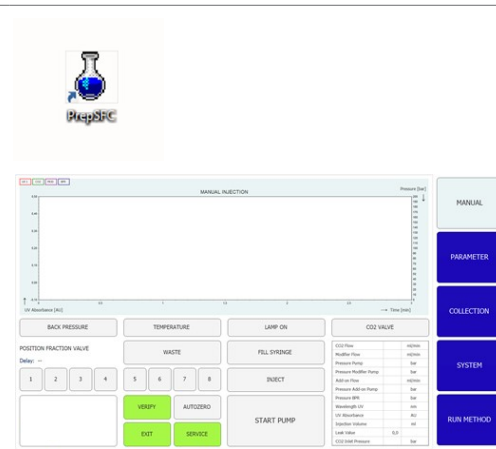 PrepSFC
MANUAL INJECTION
Pressure [bar]
UV Absorbance [AU]
Time [min]
BACK PRESSURE
TEMPERATURE
LAMP ON
CO2 VALVE
POSITION FRACTION VALVE
Delay: --
WASTE
FILL SYRINGE
1 2 3 4 5 6 7 8
INJECT
VERIFY
AUTOZERO
START PUMP
EXIT
SERVICE
CO2 Flow ml/min
Modifier Flow ml/min
Pressure Pump bar
Pressure Modifier Pump bar
Add on Flow ml/min
Pressure Add on Pump bar
Pressure BPR bar
Wavelength UV nm
UV Absorbance AU
Injection Volume ml
Leak Value 0,0
CO2 Inlet Pressure bar
MANUAL
PARAMETER
COLLECTION
SYSTEM
RUN METHOD